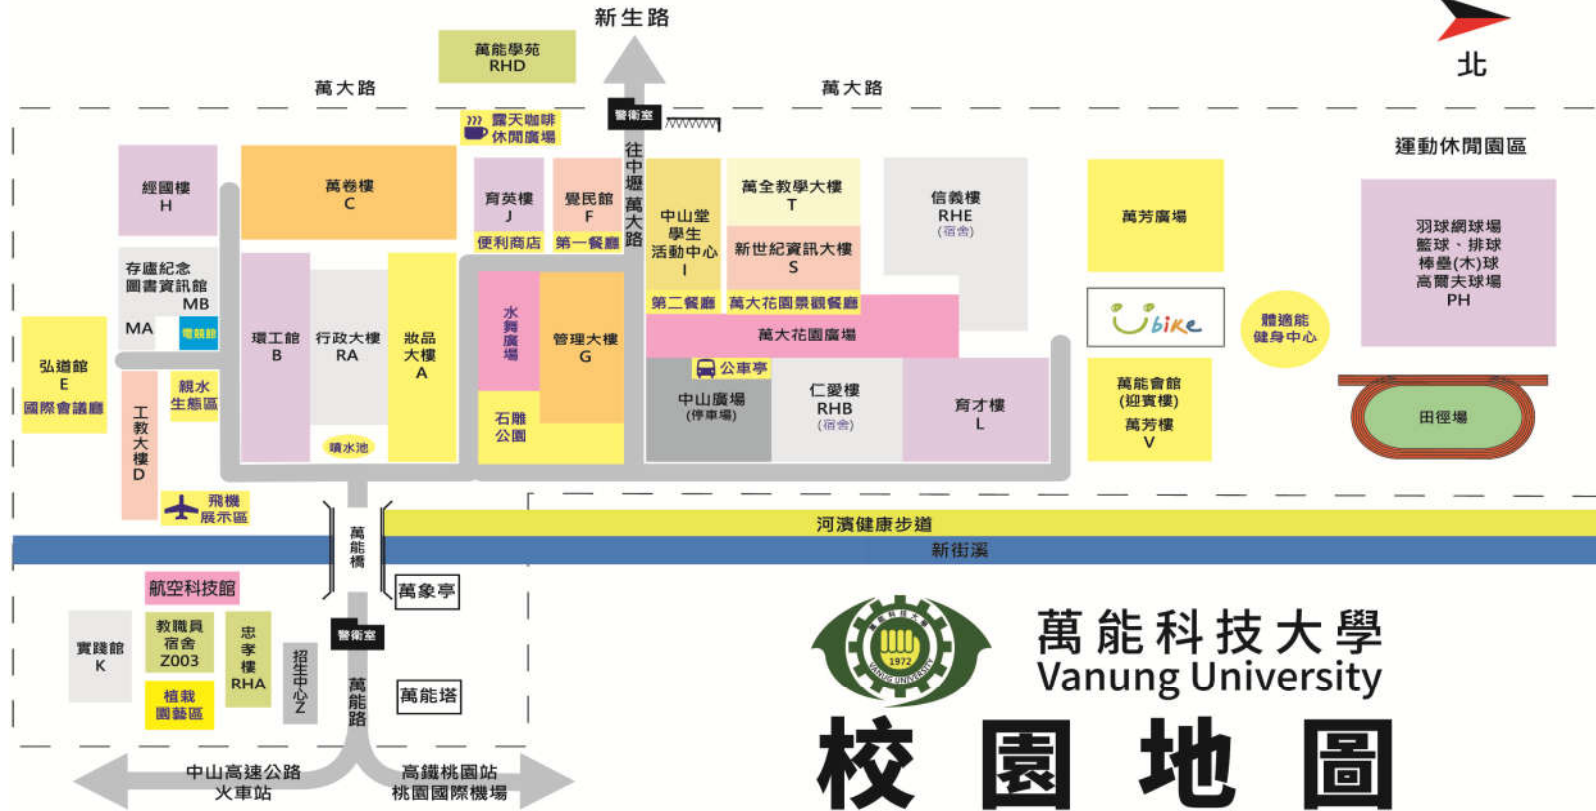 新生路
北
萬能學苑
RHD
萬大路
萬大路
警衛室
露天咖啡
休閒廣場
運動休閒園區
往中壢 萬大路
經國樓
H
萬卷樓
C
育英樓
J
便利商店
覺民館
F
第一餐廳
中山堂
學生
活動中心
I
第二餐廳
萬全教學大樓
T
新世紀資訊大樓
S
萬大花園景觀餐廳
信義樓
RHE
(宿舍)
萬芳廣場
羽球網球場
籃球、排球
棒壘(木)球
高爾夫球場
PH
存廬紀念
圖書資訊館
MB
MA
電競館
環工館
B
行政大樓
RA
妝品
大樓
A
水舞廣場
管理大樓
G
萬大花園廣場
Ubike
體適能
健身中心
弘道館
E
國際會議廳
親水
生態區
工教大樓D
噴水池
石雕
公園
公車亭
中山廣場
(停車場)
仁愛樓
RHB
(宿舍)
育才樓
L
萬能會館
(迎賓樓)
萬芳樓
V
田徑場
飛機
展示區
萬能橋
河濱健康步道
新街溪
航空科技館
萬象亭
實踐館
K
教職員
宿舍
Z003
植栽
園藝區
忠孝樓
RHA
招生中心Z
警衛室
萬能路
萬能塔
中山高速公路
火車站
高鐵桃園站
桃園國際機場
萬能科技大學
1972
VANUNG UNIVERSITY
萬能科技大學
Vanung University
校園地圖